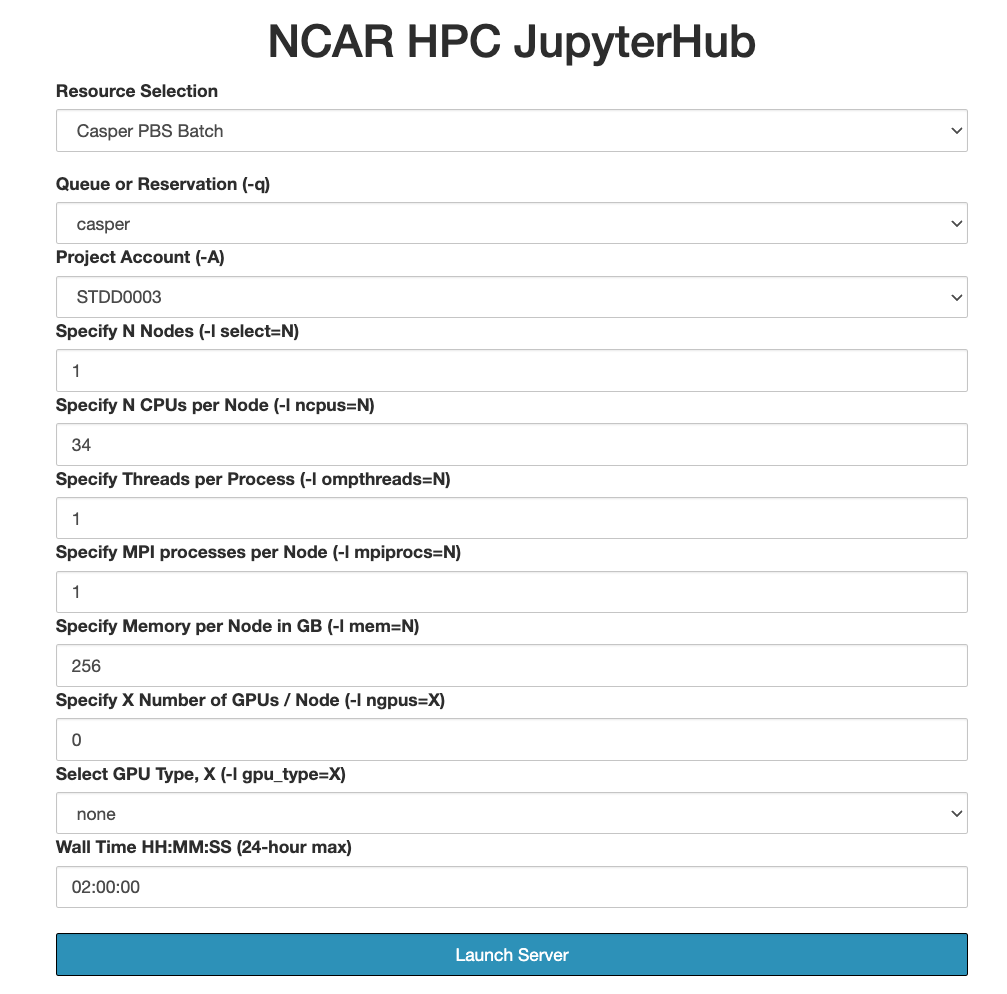 NCAR HPC JupyterHub
Resource Selection
Casper PBS Batch
Queue or Reservation (-q)
casper
Project Account (-A)
STDD0003
Specify N Nodes (-l select=N)
1
Specify N CPUs per Node (-l ncpus=N)
34
Specify Threads per Process (-l ompthreads=N)
1
Specify MPI processes per Node (-l mpiprocs=N)
1
Specify Memory per Node in GB (-l mem=N)
256
Specify X Number of GPUs / Node (-l ngpus=X)
0
Select GPU Type, X (-l gpu_type=X)
none
Wall Time HH:MM:SS (24-hour max)
02:00:00
Launch Server